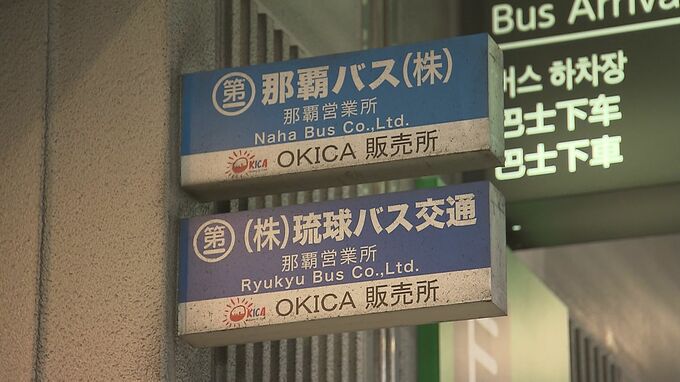 第一 那覇バス(株)
那覇営業所
Naha Bus Co.,Ltd.
OKICA OKICA 販売所
第一 (株)琉球バス交通
那覇営業所
Ryukyu Bus Co.,Ltd.
OKICA OKICA 販売所
Bus Arriva
버스 하차장
巴士下车
巴士下車